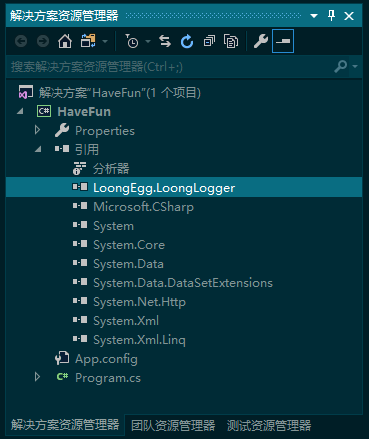 解决方案资源管理器
搜索解决方案资源管理器(Ctrl+;)
解决方案"HaveFun"(1 个项目)
C# HaveFun
Properties
引用
分析器
LoongEgg.LoongLogger
Microsoft.CSharp
System
System.Core
System.Data
System.Data.DataSetExtensions
System.Net.Http
System.Xml
System.Xml.Linq
App.config
C# Program.cs
解决方案资源管理器 团队资源管理器 测试资源管理器